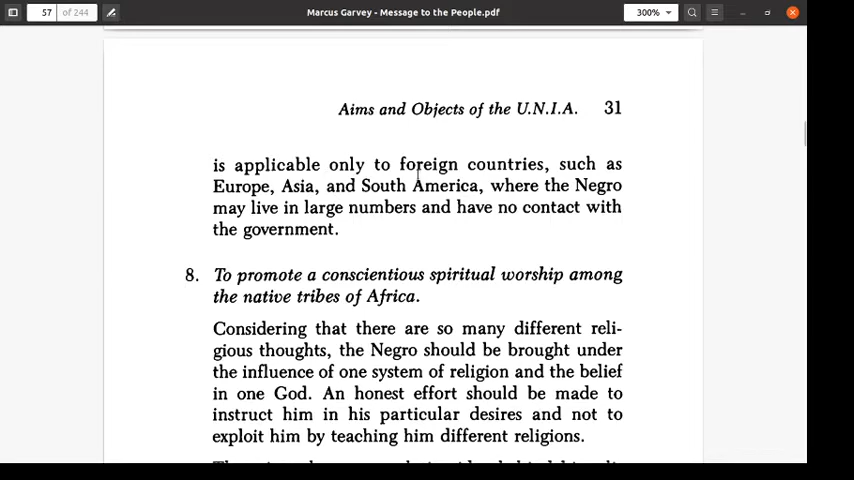 57 of 244
Marcus Garvey - Message to the People.pdf
300%
Aims and Objects of the U.N.I.A. 31
is applicable only to foreign countries, such as
Europe, Asia, and South America, where the Negro
may live in large numbers and have no contact with
the government.
8. To promote a conscientious spiritual worship among
the native tribes of Africa.
Considering that there are so many different reli-
gious thoughts, the Negro should be brought under
the influence of one system of religion and the belief
in one God. An honest effort should be made to
instruct him in his particular desires and not to
exploit him by teaching him different religions.